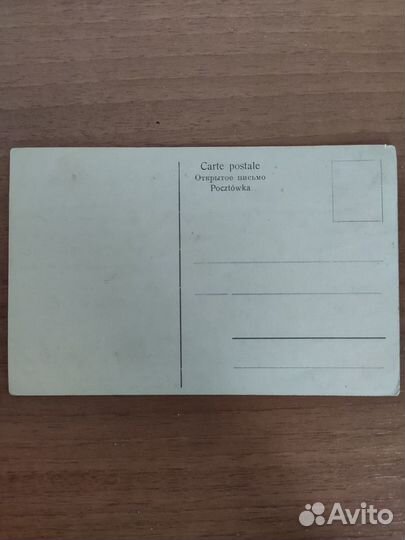 Carte postale
Открытое письмо
Pocztówka
Avito